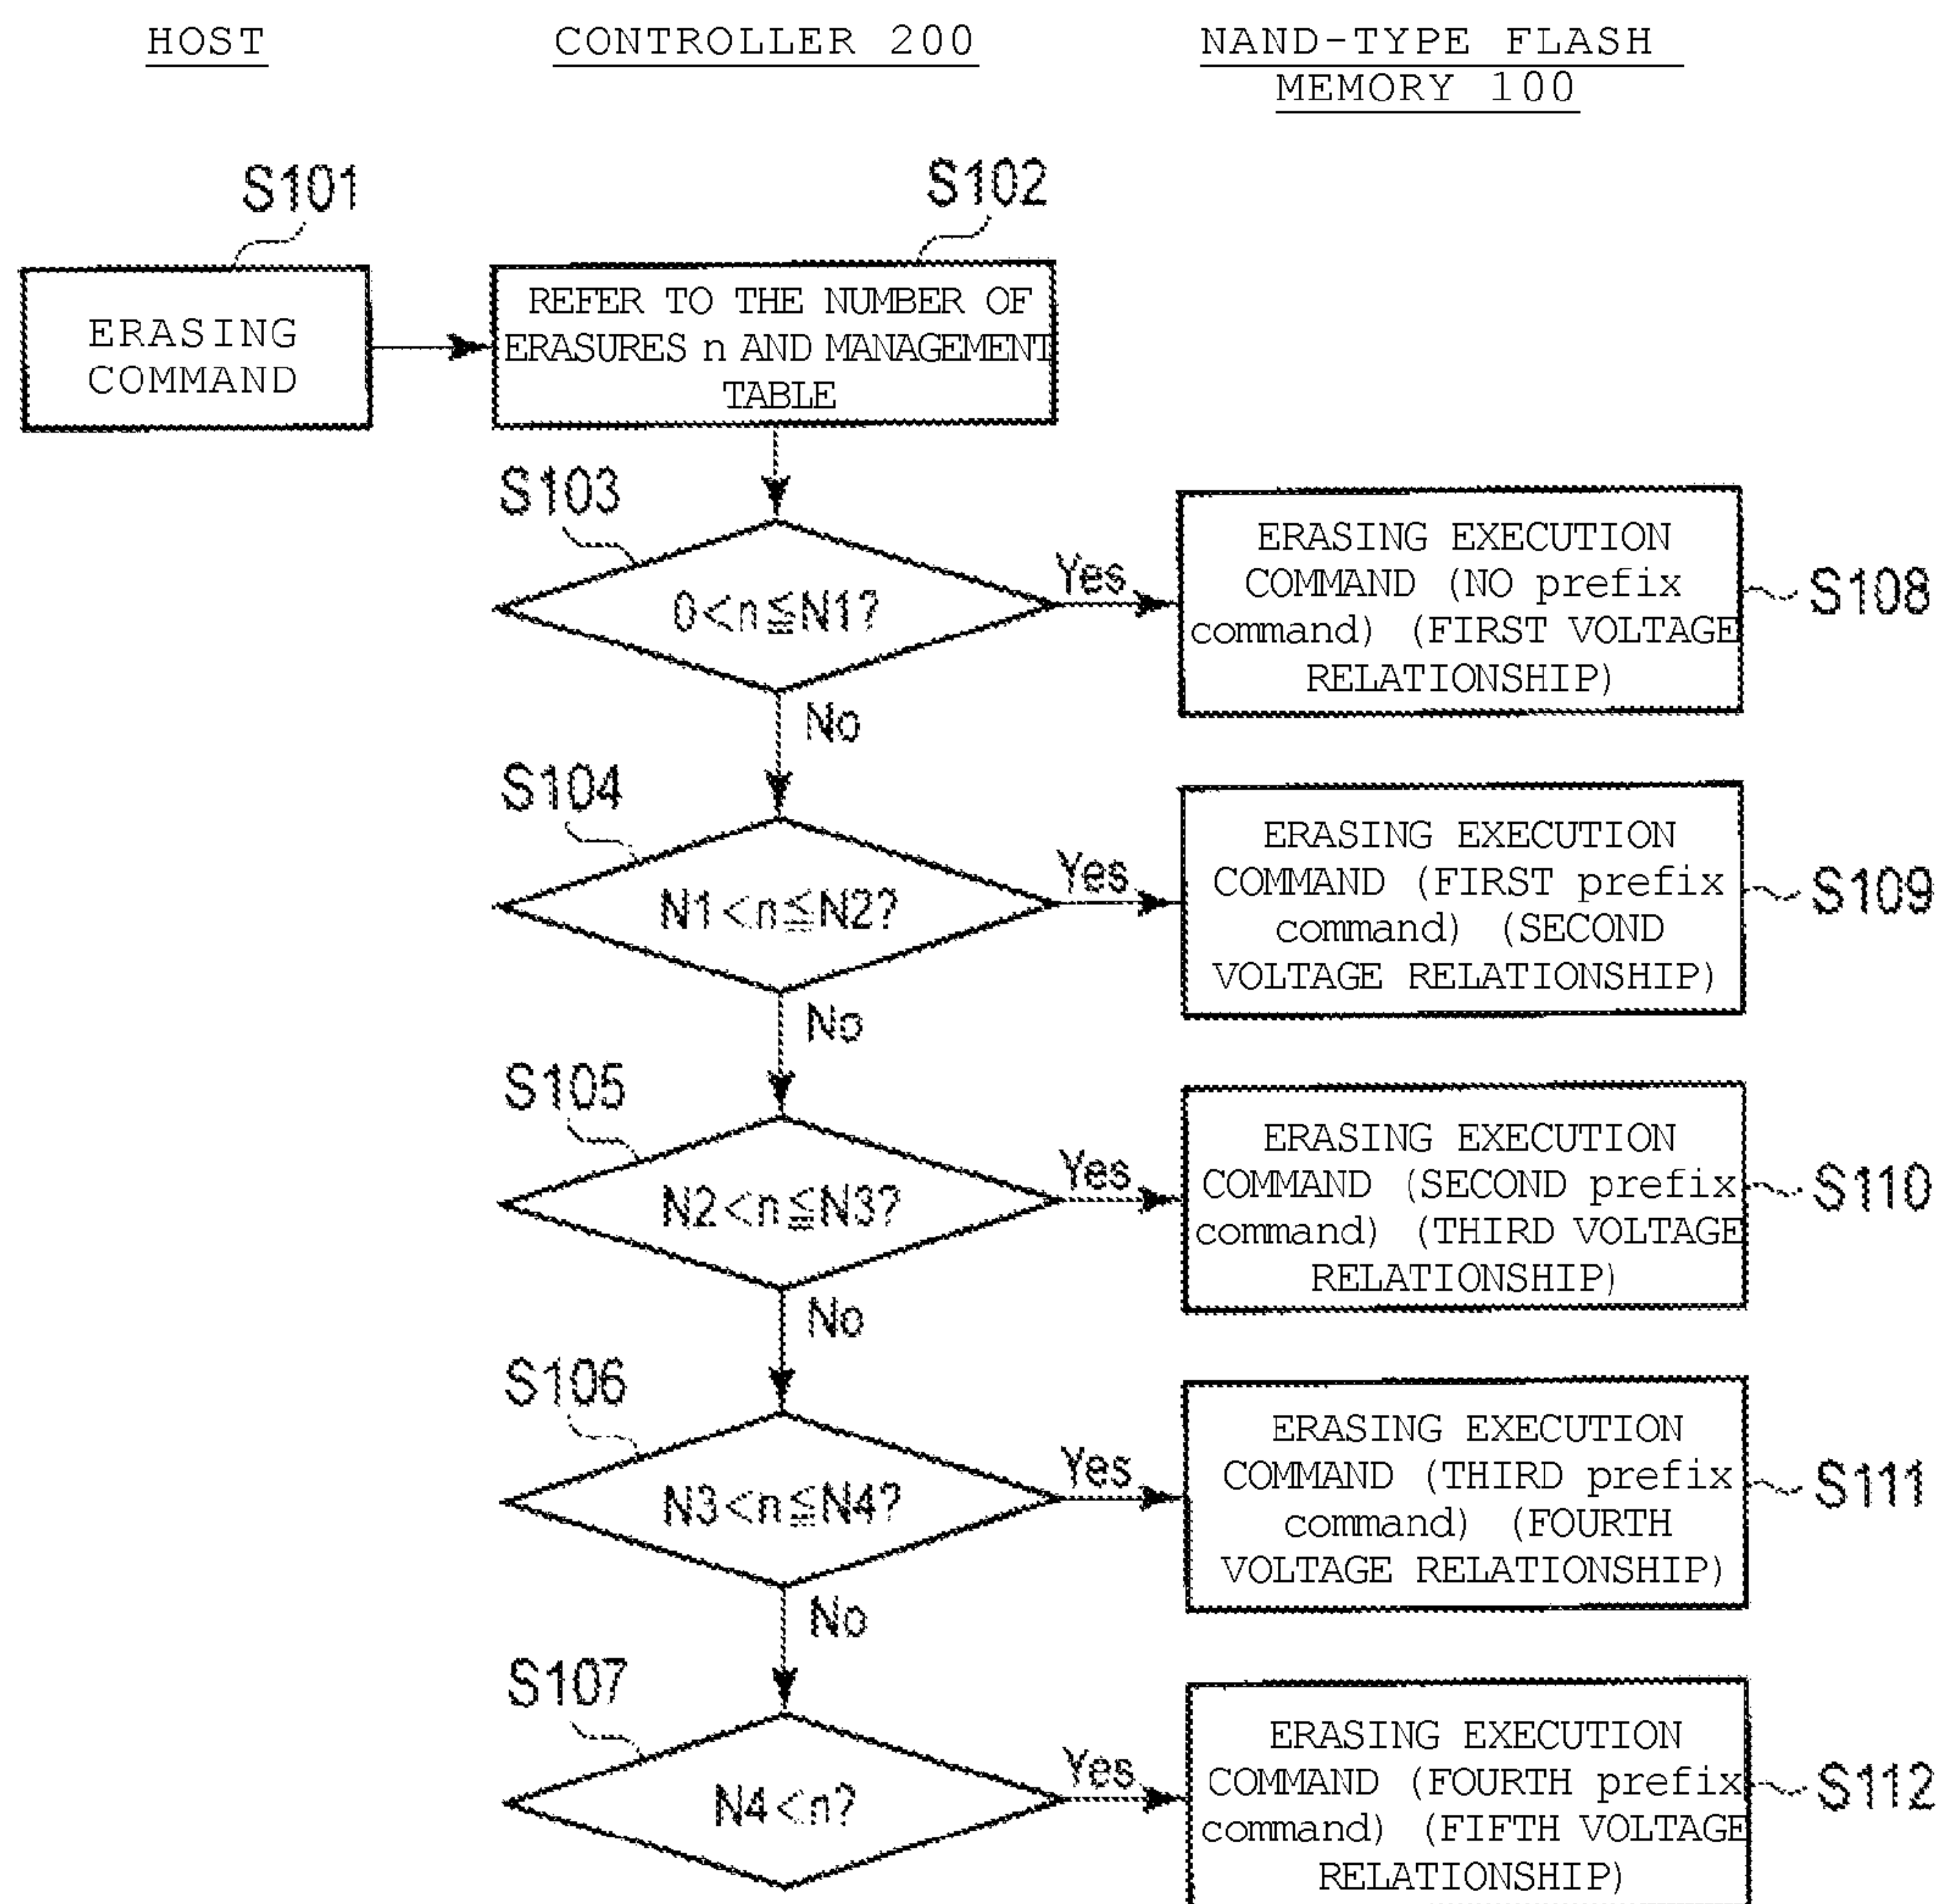 HOST
CONTROLLER 200
NAND-TYPE FLASH
MEMORY 100
S101
S102
ERASING
COMMAND
REFER TO THE NUMBER OF
ERASURES n AND MANAGEMENT
TABLE
S103
0<n≦N1?
Yes
No
ERASING EXECUTION
COMMAND (NO prefix
command) (FIRST VOLTAGE
RELATIONSHIP)
S108
S104
N1<n≦N2?
Yes
No
ERASING EXECUTION
COMMAND (FIRST prefix
command) (SECOND
VOLTAGE RELATIONSHIP)
S109
S105
N2<n≦N3?
Yes
No
ERASING EXECUTION
COMMAND (SECOND prefix
command) (THIRD VOLTAGE
RELATIONSHIP)
S110
S106
N3<n≦N4?
Yes
No
ERASING EXECUTION
COMMAND (THIRD prefix
command) (FOURTH
VOLTAGE RELATIONSHIP)
S111
S107
N4<n?
Yes
ERASING EXECUTION
COMMAND (FOURTH prefix
command) (FIFTH VOLTAGE
RELATIONSHIP)
S112